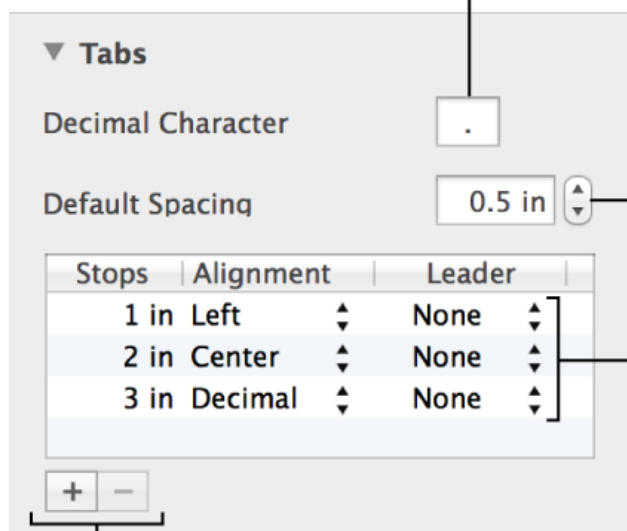 Tabs
Decimal Character .
Default Spacing 0.5 in
Stops Alignment Leader
1 in Left None
2 in Center None
3 in Decimal None
+ −